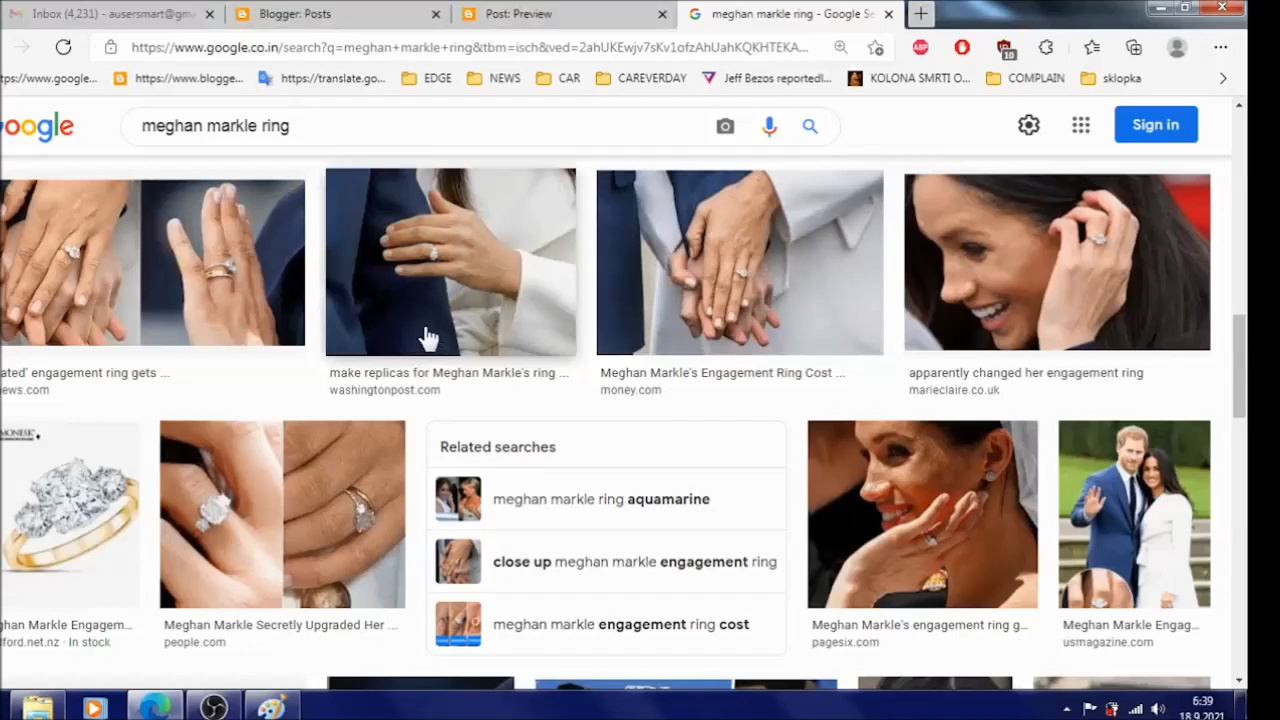 Inbox (4,231) - ausersmart@gm
Blogger: Posts
Post: Preview
meghan markle ring - Google Se
https://www.google.co.in/search?q=meghan+markle+ring&tbm=isch&ved=2ahUKEwjv7sKv1ofzAhUahKQKHTEKA...
ABP
10
tps://www.google...
https://www.blogge...
https://translate.go...
EDGE
NEWS
CAR
CAREVERDAY
Jeff Bezos reportedl...
KOLONA SMRTI O...
COMPLAIN
sklopka
oogle
meghan markle ring
Sign in
ated' engagement ring gets ...
ews.com
make replicas for Meghan Markle's ring ...
washingtonpost.com
Meghan Markle's Engagement Ring Cost ...
money.com
apparently changed her engagement ring
marieclaire.co.uk
MONESK
Related searches
meghan markle ring aquamarine
close up meghan markle engagement ring
meghan markle engagement ring cost
ghan Markle Engagem...
dford.net.nz · In stock
Meghan Markle Secretly Upgraded Her ...
people.com
Meghan Markle's engagement ring g...
pagesix.com
Meghan Markle Engag...
usmagazine.com
6:39
18.9.2021